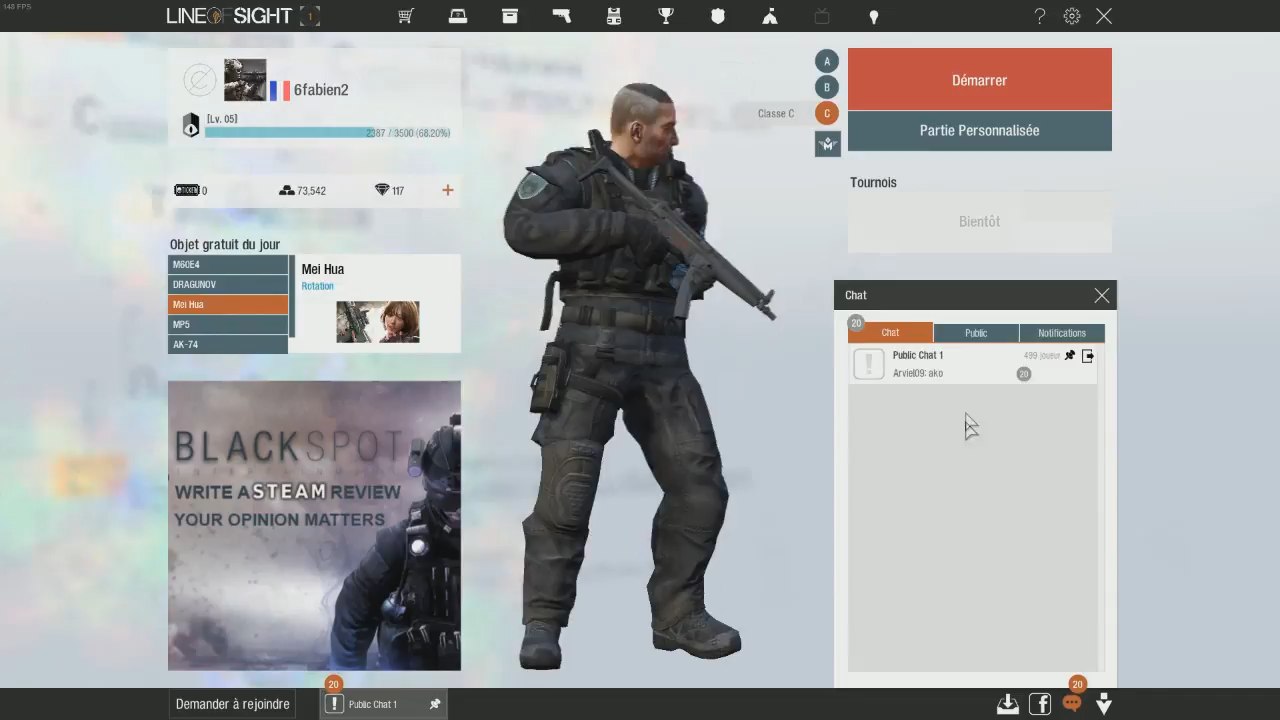 148 FPS
LINE OF SIGHT 1
6fabien2
[Lv. 05]
2387 / 3500 (68.20%)
TICKET 0
73,542
117
+
Objet gratuit du jour
M60E4
DRAGUNOV
Mei Hua
MP5
AK-74
Mei Hua
Rotation
BLACKSPOT
WRITE A STEAM REVIEW
YOUR OPINION MATTERS
A
B
Classe C
C
M
Démarrer
Partie Personnalisée
Tournois
Bientôt
Chat
20
Chat
Public
Notifications
Public Chat 1
499 joueur
Arviel09: ako
20
Demander à rejoindre
20
Public Chat 1
20